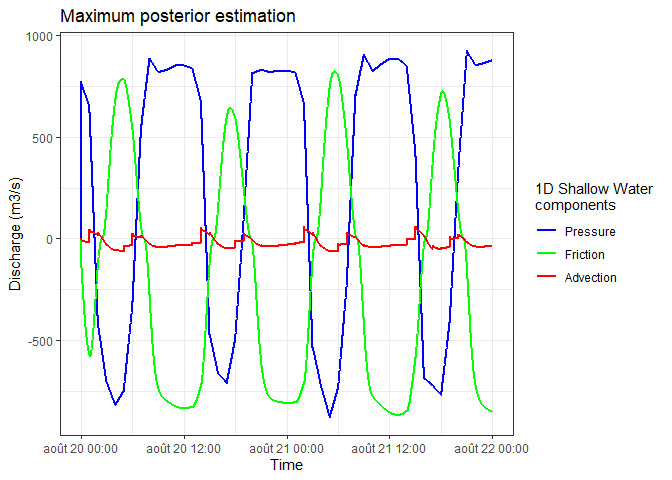 Maximum posterior estimation
1000
500
0
-500
Discharge (m3/s)
août 20 00:00 août 20 12:00 août 21 00:00 août 21 12:00 août 22 00:00
Time
1D Shallow Water
components
Pressure
Friction
Advection